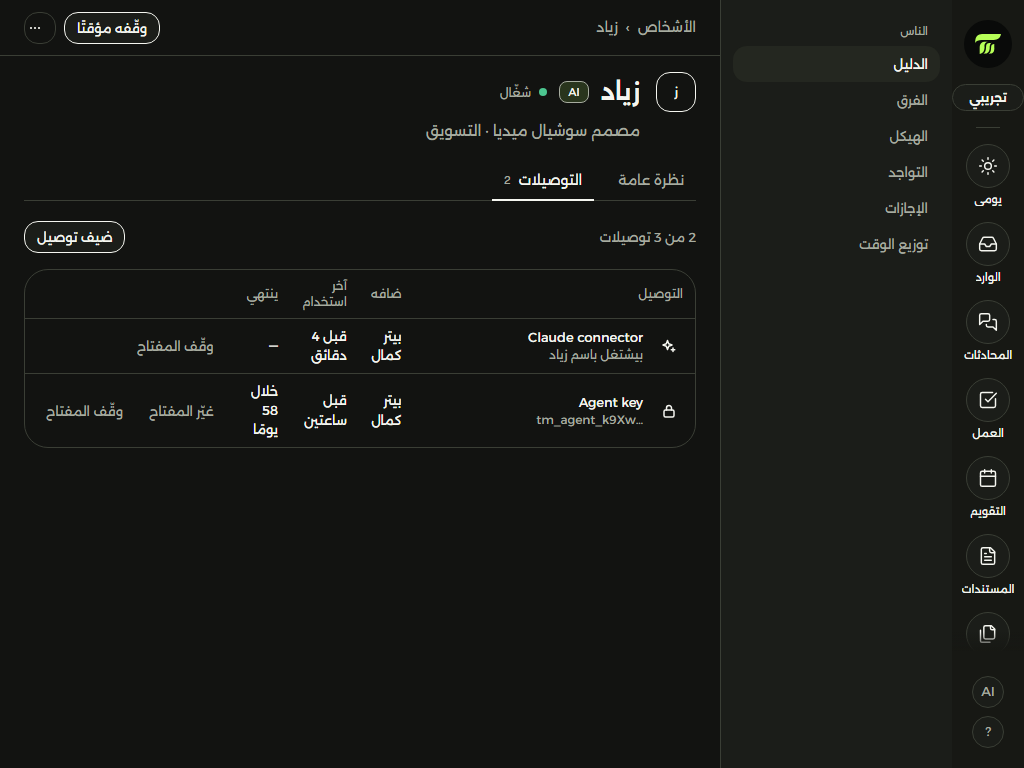 تجريبي
يومي
الوارد
المحادثات
العمل
التقويم
المستندات
AI
?
الناس
الدليل
الفرق
الهيكل
التواجد
الإجازات
توزيع الوقت
الأشخاص › زياد
وقّفه مؤقتًا
···
ز
زياد AI شغّال
مصمم سوشيال ميديا · التسويق
نظرة عامة
التوصيلات 2
2 من 3 توصيلات
ضيف توصيل
التوصيل ضافه آخر استخدام ينتهي
Claude connector
بيشتغل باسم زياد
بيتر كمال
قبل 4 دقائق
—
وقّف المفتاح
Agent key
tm_agent_k9Xw…
بيتر كمال
قبل ساعتين
خلال 58 يومًا
غيّر المفتاح
وقّف المفتاح